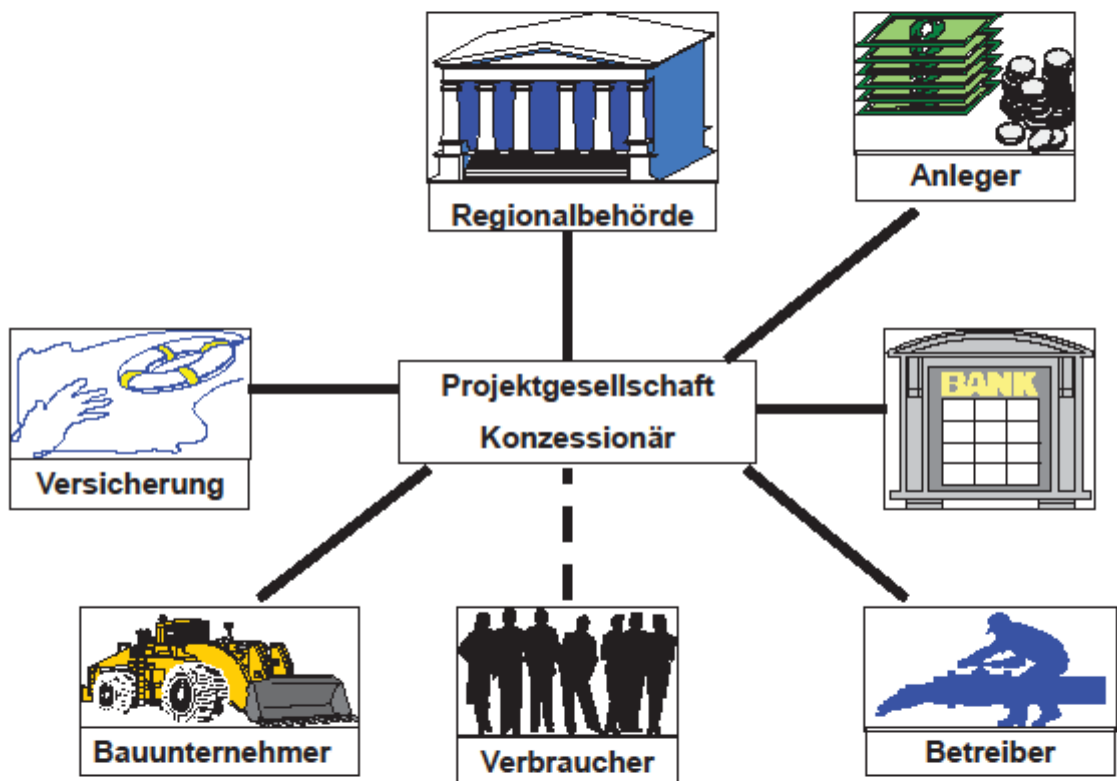 Regionalbehörde
Anleger
Projektgesellschaft
Konzessionär
BANK
Versicherung
Bauunternehmer
Verbraucher
Betreiber